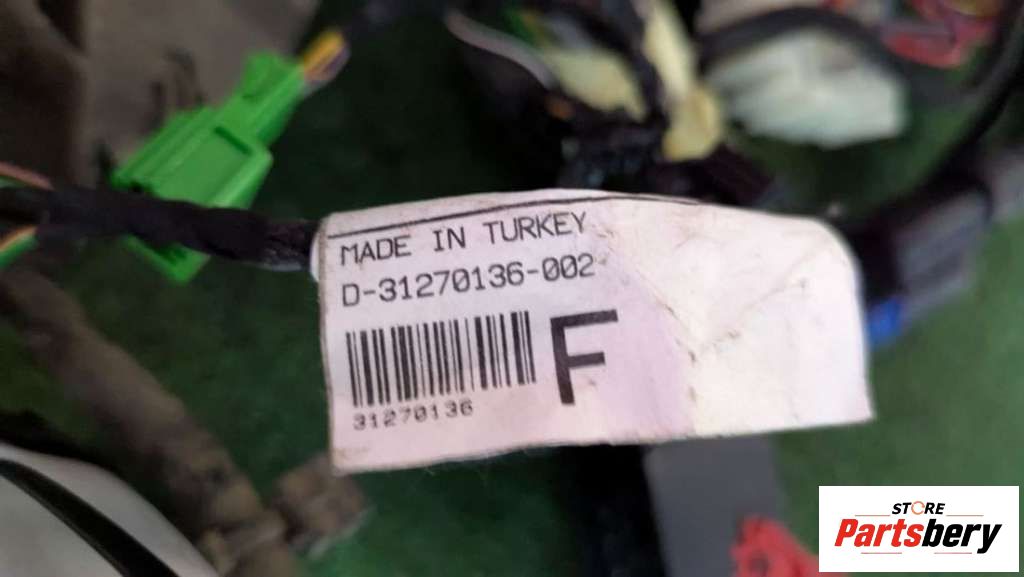 MADE IN TURKEY
D-31270136-002
F
31270136
STORE
Partsbery